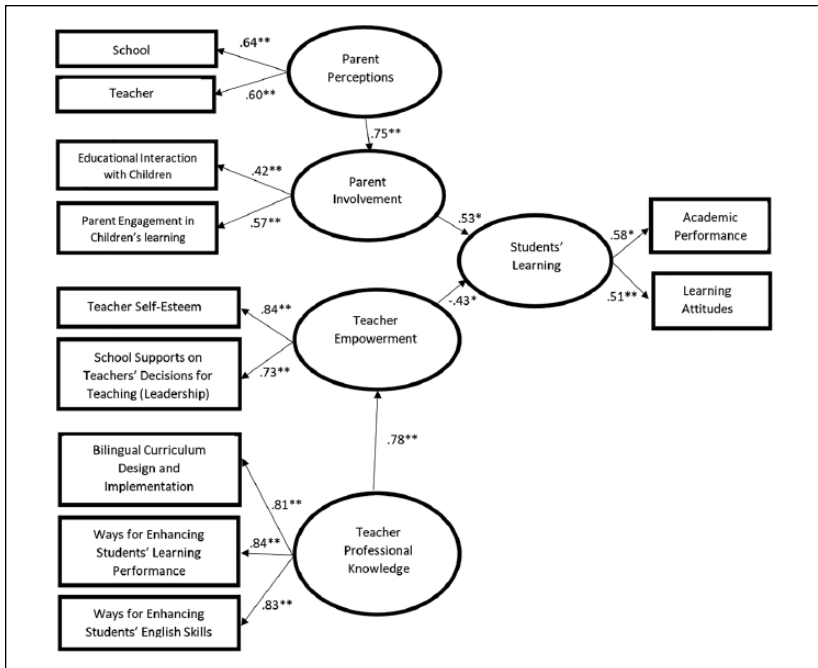 School
.64**
Parent
Perceptions
Teacher
.60**
.75**
Educational Interaction
with Children
.42**
Parent
Involvement
Parent Engagement in
Children's learning
.57**
.53*
Students'
Learning
.58*
Academic
Performance
.51**
Learning
Attitudes
Teacher Self-Esteem
.84**
Teacher
Empowerment
-.43*
School Supports on
Teachers' Decisions for
Teaching (Leadership)
.73**
.78**
Bilingual Curriculum
Design and
Implementation
.81**
Ways for Enhancing
Students' Learning
Performance
.84**
Teacher
Professional
Knowledge
Ways for Enhancing
Students' English Skills
.83**